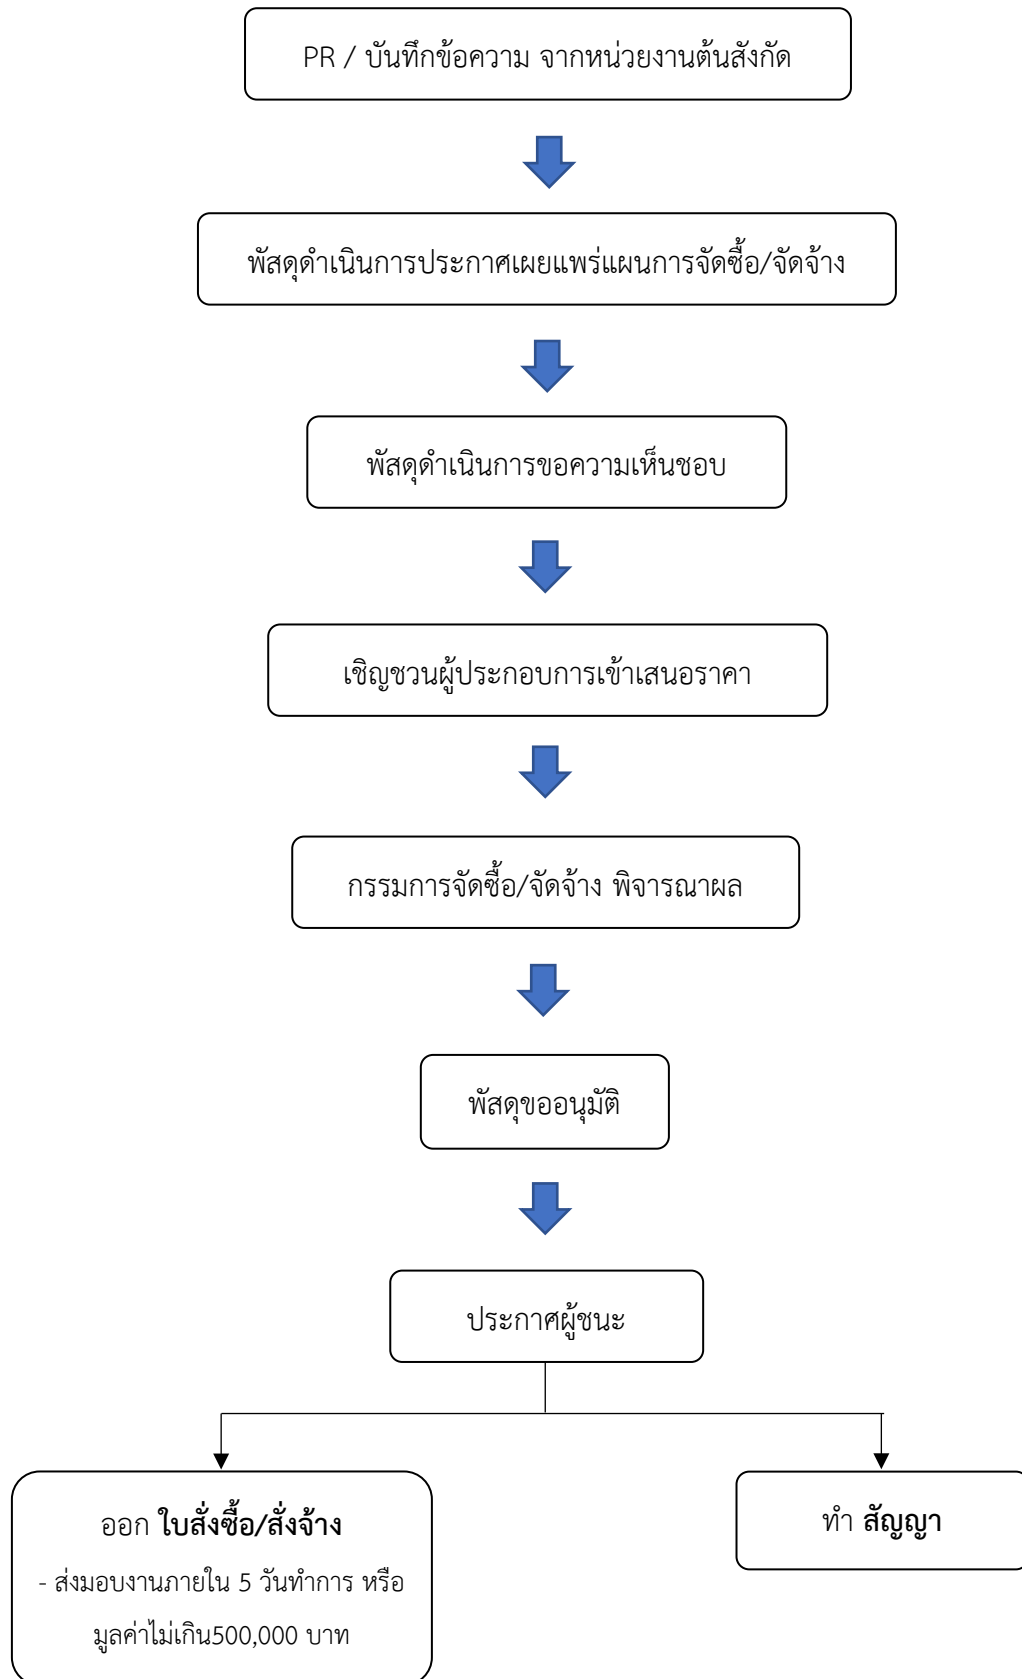 PR / บันทึกข้อความ จากหน่วยงานต้นสังกัด
พัสดุดำเนินการประกาศเผยแพร่แผนการจัดซื้อ/จัดจ้าง
พัสดุดำเนินการขอความเห็นชอบ
เชิญชวนผู้ประกอบการเข้าเสนอราคา
กรรมการจัดซื้อ/จัดจ้าง พิจารณาผล
พัสดุขออนุมัติ
ประกาศผู้ชนะ
ออก ใบสั่งซื้อ/สั่งจ้าง
- ส่งมอบงานภายใน 5 วันทำการ หรือ
มูลค่าไม่เกิน500,000 บาท
ทำ สัญญา